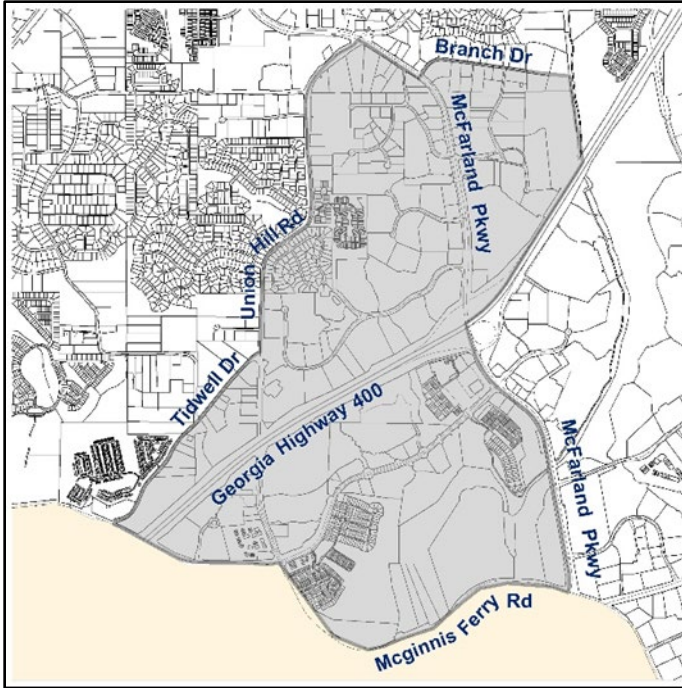 Branch Dr
McFarland Pkwy
Union Hill Rd
Tidwell Dr
Georgia Highway 400
McFarland Pkwy
Mcginnis Ferry Rd